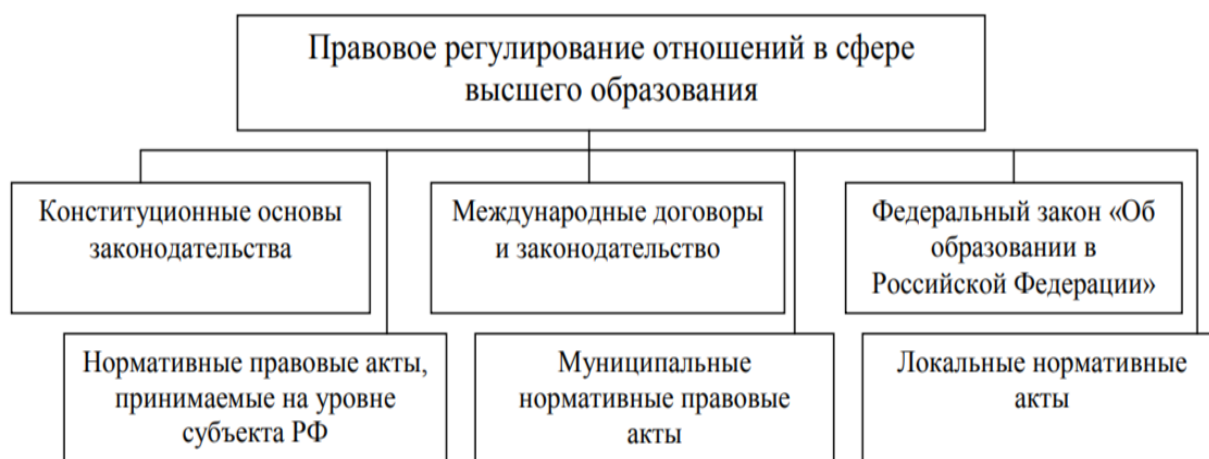 Правовое регулирование отношений в сфере
высшего образования
Конституционные основы
законодательства
Международные договоры
и законодательство
Федеральный закон «Об
образовании в
Российской Федерации»
Нормативные правовые акты,
принимаемые на уровне
субъекта РФ
Муниципальные
нормативные правовые
акты
Локальные нормативные
акты